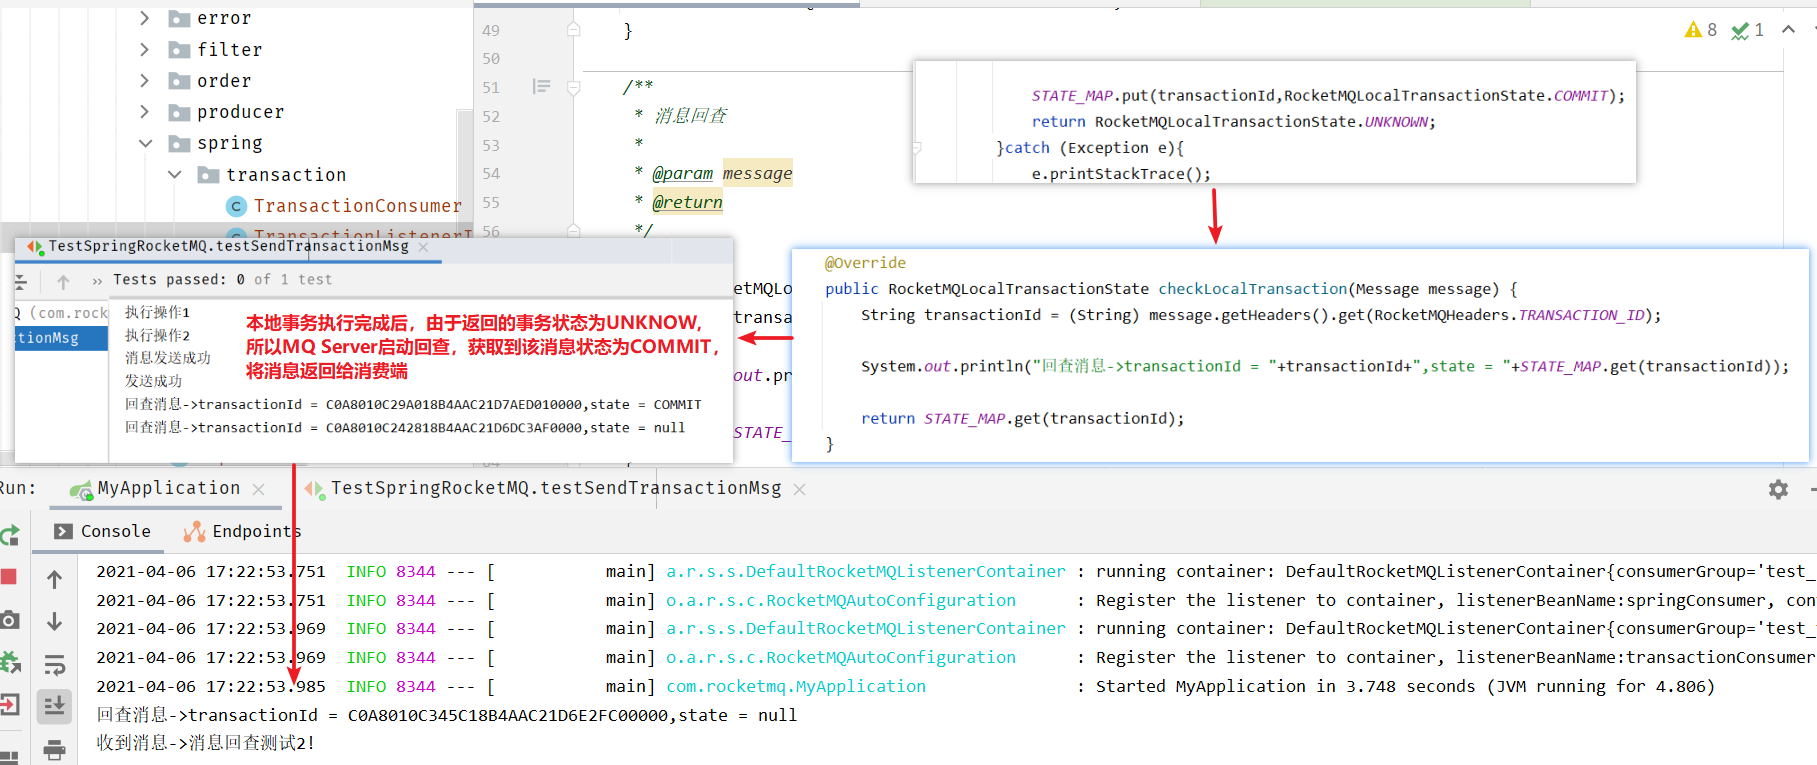 error
filter
order
producer
spring
transaction
TransactionConsumer
TransactionListenerI
49
}
50
51
/**
52
* 消息回查
53
*
54
* @param message
55
* @return
56
*/
8
1
STATE_MAP.put(transactionId,RocketMQLocalTransactionState.COMMIT);
return RocketMQLocalTransactionState.UNKNOWN;
}catch (Exception e){
e.printStackTrace();
@Override
public RocketMQLocalTransactionState checkLocalTransaction(Message message) {
String transactionId = (String) message.getHeaders().get(RocketMQHeaders.TRANSACTION_ID);
System.out.println("回查消息->transactionId = "+transactionId+",state = "+STATE_MAP.get(transactionId));
return STATE_MAP.get(transactionId);
}
etMQLo
transa
out.pr
STATE_
TestSpringRocketMQ.testSendTransactionMsg
» Tests passed: 0 of 1 test
Q (com.rock
tionMsg
执行操作1
执行操作2
消息发送成功
发送成功
回查消息->transactionId = C0A8010C29A018B4AAC21D7AED010000,state = COMMIT
回查消息->transactionId = C0A8010C242818B4AAC21D6DC3AF0000,state = null
本地事务执行完成后，由于返回的事务状态为UNKNOW,
所以MQ Server启动回查，获取到该消息状态为COMMIT，
将消息返回给消费端
Run:
MyApplication
TestSpringRocketMQ.testSendTransactionMsg
Console
Endpoints
2021-04-06 17:22:53.751 INFO 8344 --- [ main] a.r.s.s.DefaultRocketMQListenerContainer : running container: DefaultRocketMQListenerContainer{consumerGroup='test_
2021-04-06 17:22:53.751 INFO 8344 --- [ main] o.a.r.s.c.RocketMQAutoConfiguration : Register the listener to container, listenerBeanName:springConsumer, con
2021-04-06 17:22:53.969 INFO 8344 --- [ main] a.r.s.s.DefaultRocketMQListenerContainer : running container: DefaultRocketMQListenerContainer{consumerGroup='test_
2021-04-06 17:22:53.969 INFO 8344 --- [ main] o.a.r.s.c.RocketMQAutoConfiguration : Register the listener to container, listenerBeanName:transactionConsumer
2021-04-06 17:22:53.985 INFO 8344 --- [ main] com.rocketmq.MyApplication : Started MyApplication in 3.748 seconds (JVM running for 4.806)
回查消息->transactionId = C0A8010C345C18B4AAC21D6E2FC00000,state = null
收到消息->消息回查测试2!